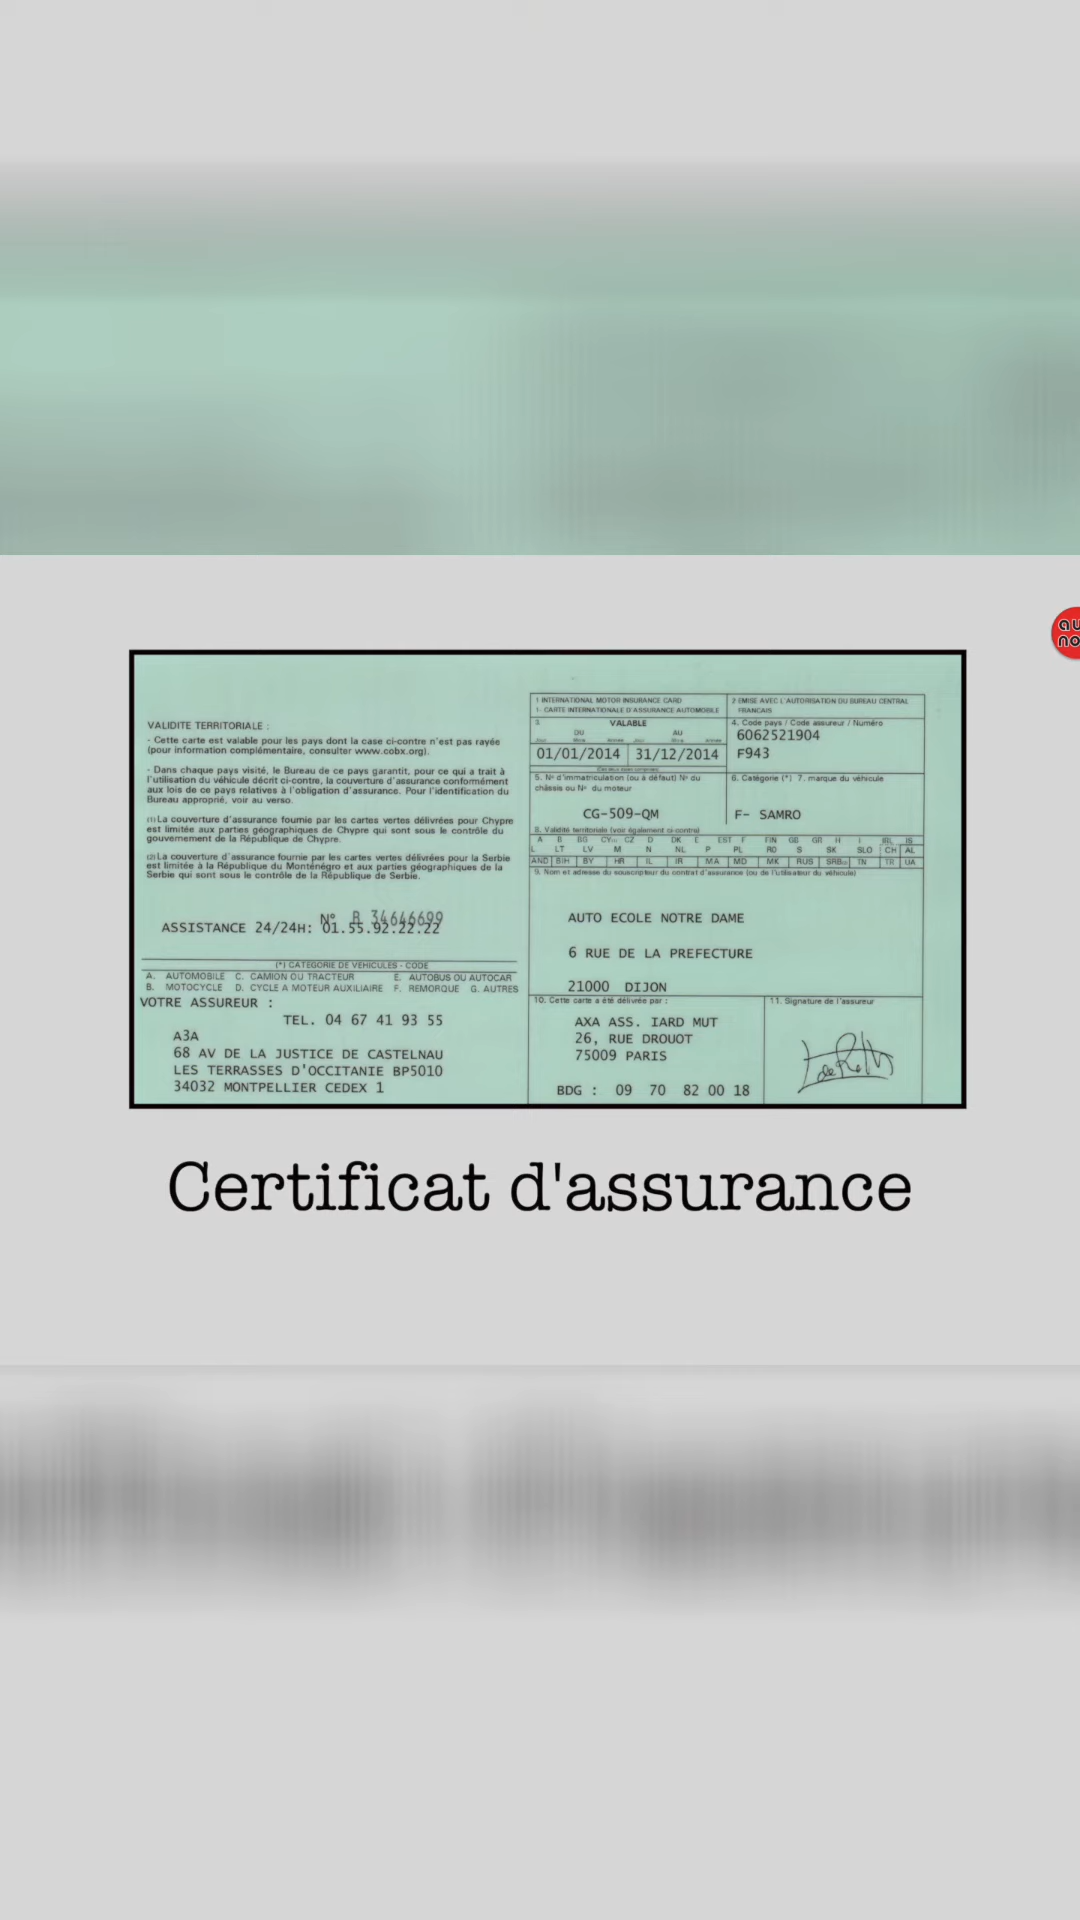 VALIDITE TERRITORIALE :
- Cette carte est valable pour les pays dont la case ci-contre n'est pas rayée
(pour information complémentaire, consulter www.cobx.org).
- Dans chaque pays visité, le Bureau de ce pays garantit, pour ce qui a trait à
l'utilisation du véhicule décrit ci-contre, la couverture d'assurance conformément
aux lois de ce pays relatives à l'obligation d'assurance. Pour l'identification du
Bureau approprié, voir au verso.
(1) La couverture d'assurance fournie par les cartes vertes délivrées pour Chypre
est limitée aux parties géographiques de Chypre qui sont sous le contrôle du
gouvernement de la République de Chypre.
(2) La couverture d'assurance fournie par les cartes vertes délivrées pour la Serbie
est limitée à la République du Monténégro et aux parties géographiques de la
Serbie qui sont sous le contrôle de la République de Serbie.
N° R 34646699
ASSISTANCE 24/24H: 01.55.92.22.22
(*) CATEGORIE DE VEHICULES - CODE
A. AUTOMOBILE C. CAMION OU TRACTEUR E. AUTOBUS OU AUTOCAR
B. MOTOCYCLE D. CYCLE A MOTEUR AUXILIAIRE F. REMORQUE G. AUTRES
VOTRE ASSUREUR :
TEL. 04 67 41 93 55
A3A
68 AV DE LA JUSTICE DE CASTELNAU
LES TERRASSES D'OCCITANIE BP5010
34032 MONTPELLIER CEDEX 1
1 INTERNATIONAL MOTOR INSURANCE CARD
1- CARTE INTERNATIONALE D'ASSURANCE AUTOMOBILE
2 EMISE AVEC L'AUTORISATION DU BUREAU CENTRAL
FRANCAIS
3. VALABLE
DU AU
01/01/2014 31/12/2014
4. Code pays / Code assureur / Numéro
6062521904
F943
5. N° d'immatriculation (ou à défaut) N° du
châssis ou N° du moteur
CG-509-QM
6. Catégorie (*) 7. marque du véhicule
F- SAMRO
8. Validité territoriale (voir également ci-contre)
A B BG CY(1) CZ D DK E EST F FIN GB GR H I IRL IS
L LT LV M N NL P PL RO S SK SLO CH AL
AND BIH BY HR IL IR MA MD MK RUS SRB(2) TN TR UA
9. Nom et adresse du souscripteur du contrat d'assurance (ou de l'utilisateur du véhicule)
AUTO ECOLE NOTRE DAME
6 RUE DE LA PREFECTURE
21000 DIJON
10. Cette carte a été délivrée par :
AXA ASS. IARD MUT
26, RUE DROUOT
75009 PARIS
BDG : 09 70 82 00 18
11. Signature de l'assureur
au
no
Certificat d'assurance